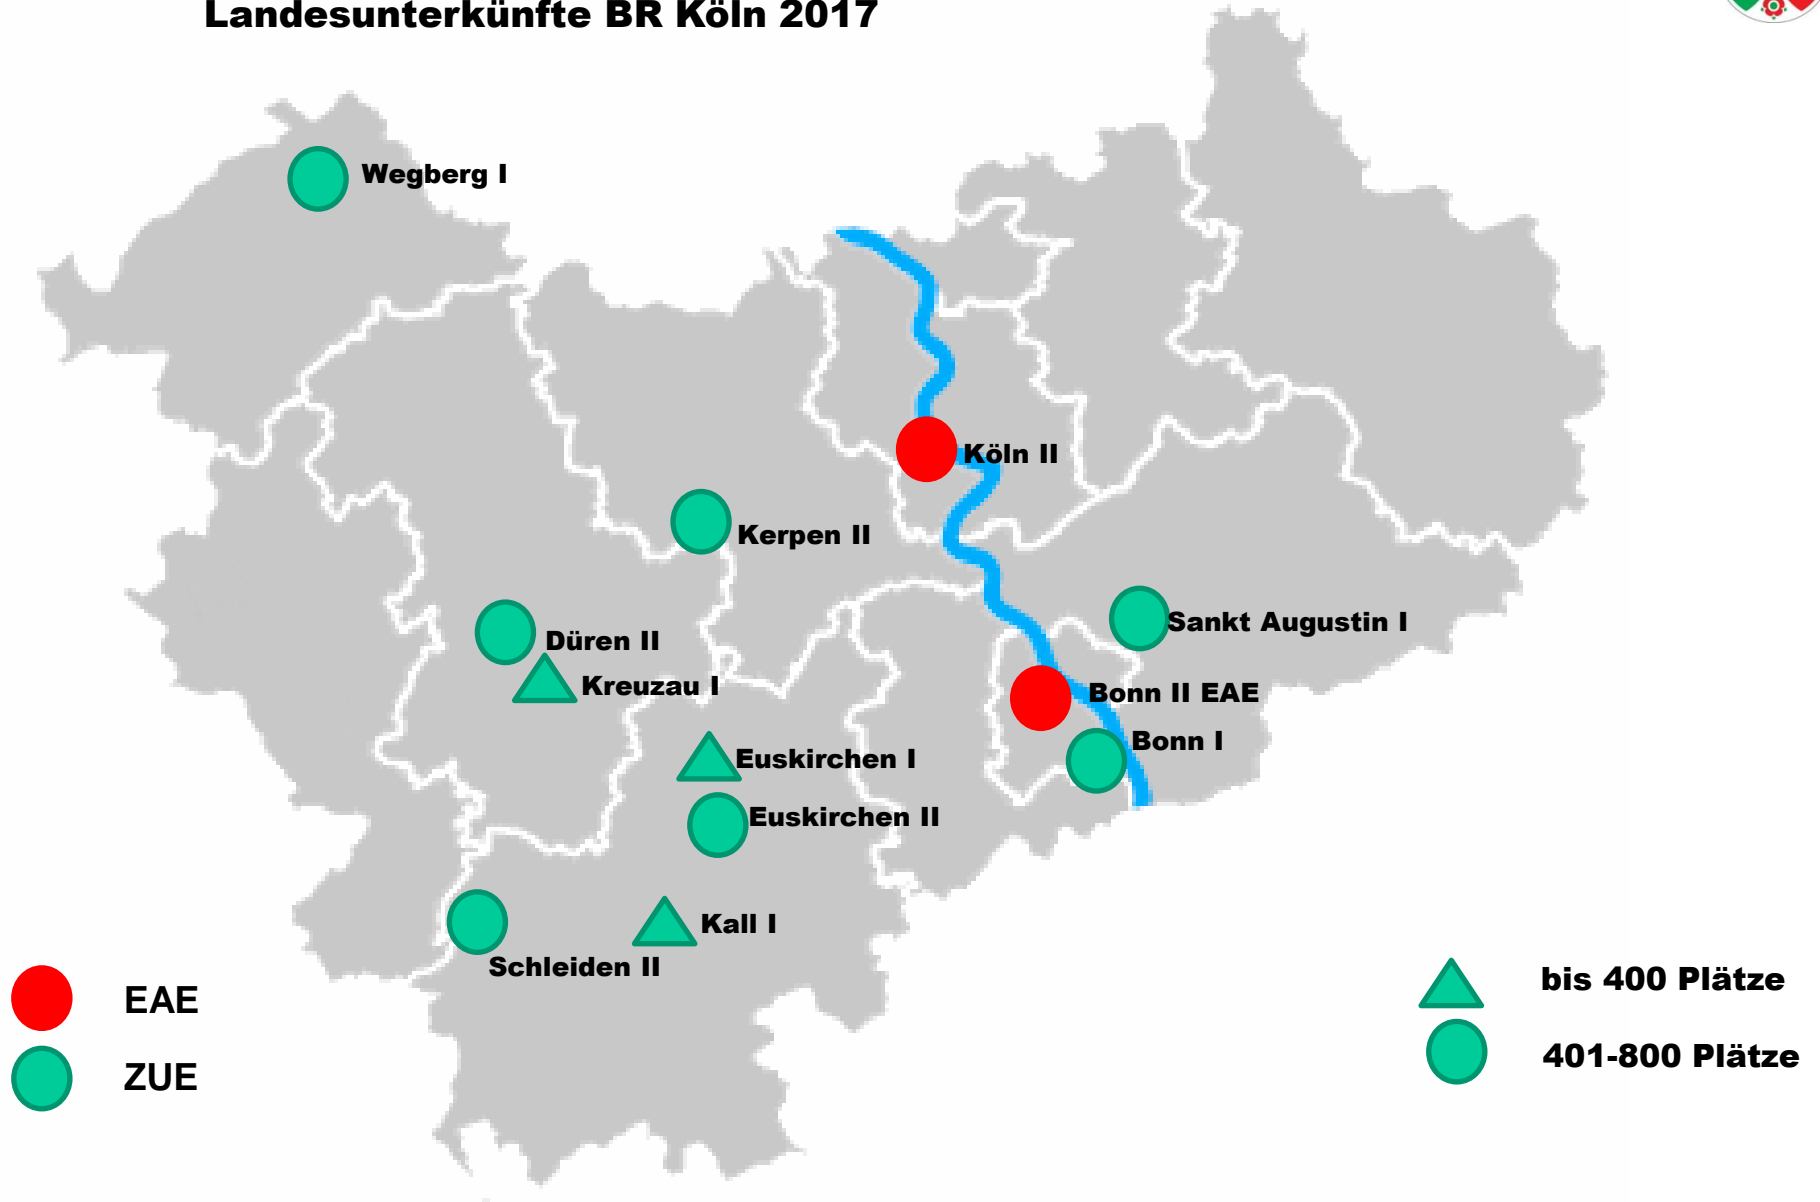 Landesunterkünfte BR Köln 2017
Wegberg I
Köln II
Kerpen II
Sankt Augustin I
Düren II
Kreuzau I
Bonn II EAE
Bonn I
Euskirchen I
Euskirchen II
Kall I
Schleiden II
EAE
ZUE
bis 400 Plätze
401-800 Plätze